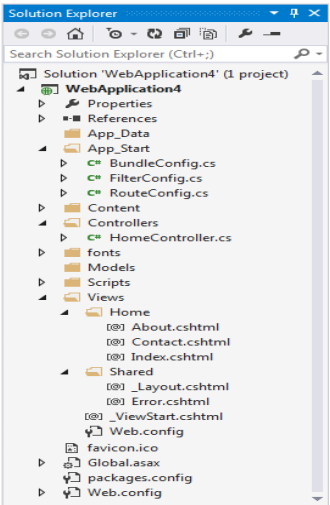 Solution Explorer
Search Solution Explorer (Ctrl+;)
Solution 'WebApplication4' (1 project)
WebApplication4
Properties
References
App_Data
App_Start
C# BundleConfig.cs
C# FilterConfig.cs
C# RouteConfig.cs
Content
Controllers
C# HomeController.cs
fonts
Models
Scripts
Views
Home
[@] About.cshtml
[@] Contact.cshtml
[@] Index.cshtml
Shared
[@] _Layout.cshtml
[@] Error.cshtml
[@] _ViewStart.cshtml
Web.config
favicon.ico
Global.asax
packages.config
Web.config